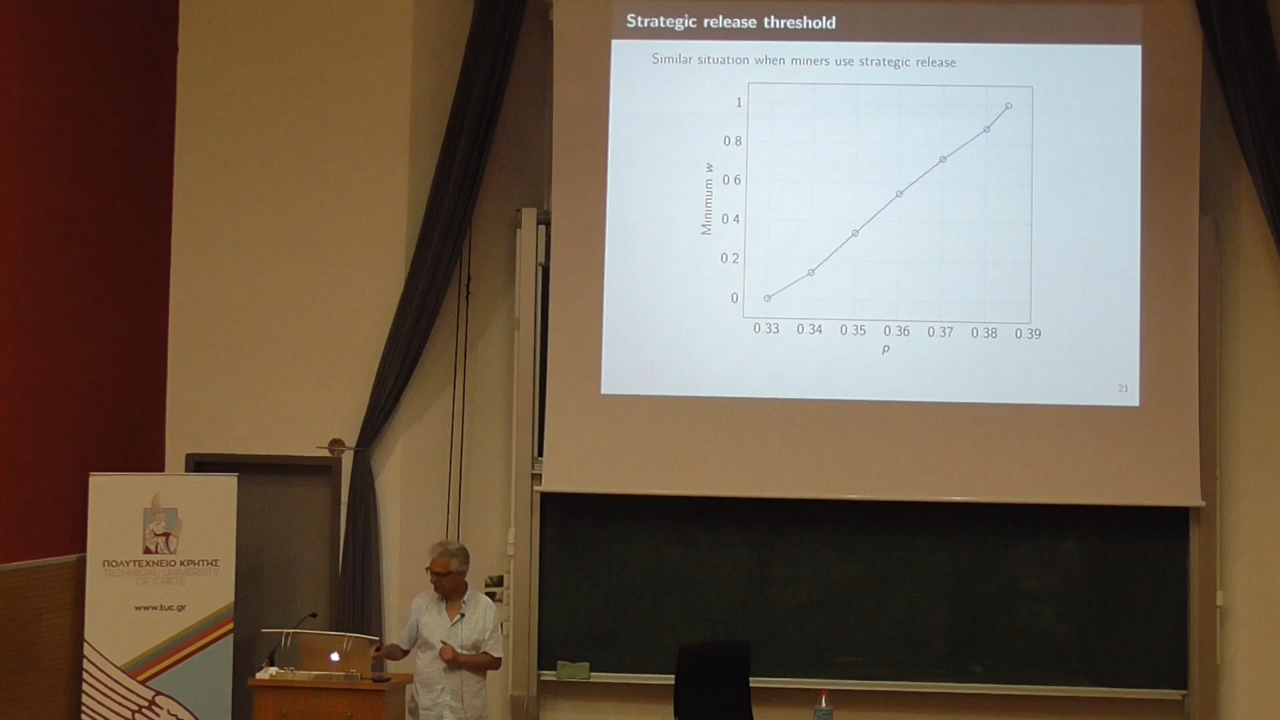 Strategic release threshold
Similar situation when miners use strategic release
Minimum w
1
0.8
0.6
0.4
0.2
0
0.33 0.34 0.35 0.36 0.37 0.38 0.39
p
21
ΠΟΛΥΤΕΧΝΕΙΟ ΚΡΗΤΗΣ
TECHNICAL UNIVERSITY
OF CRETE
www.tuc.gr